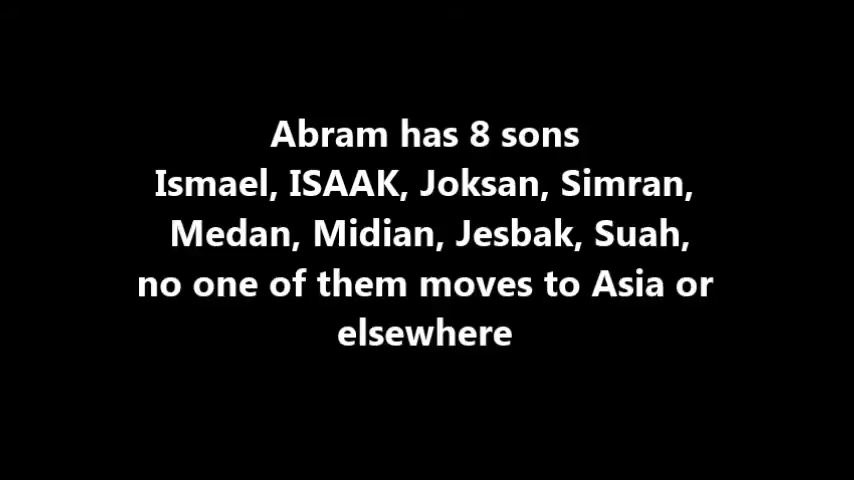 Abram has 8 sons
Ismael, ISAAK, Joksan, Simran,
Medan, Midian, Jesbak, Suah,
no one of them moves to Asia or
elsewhere